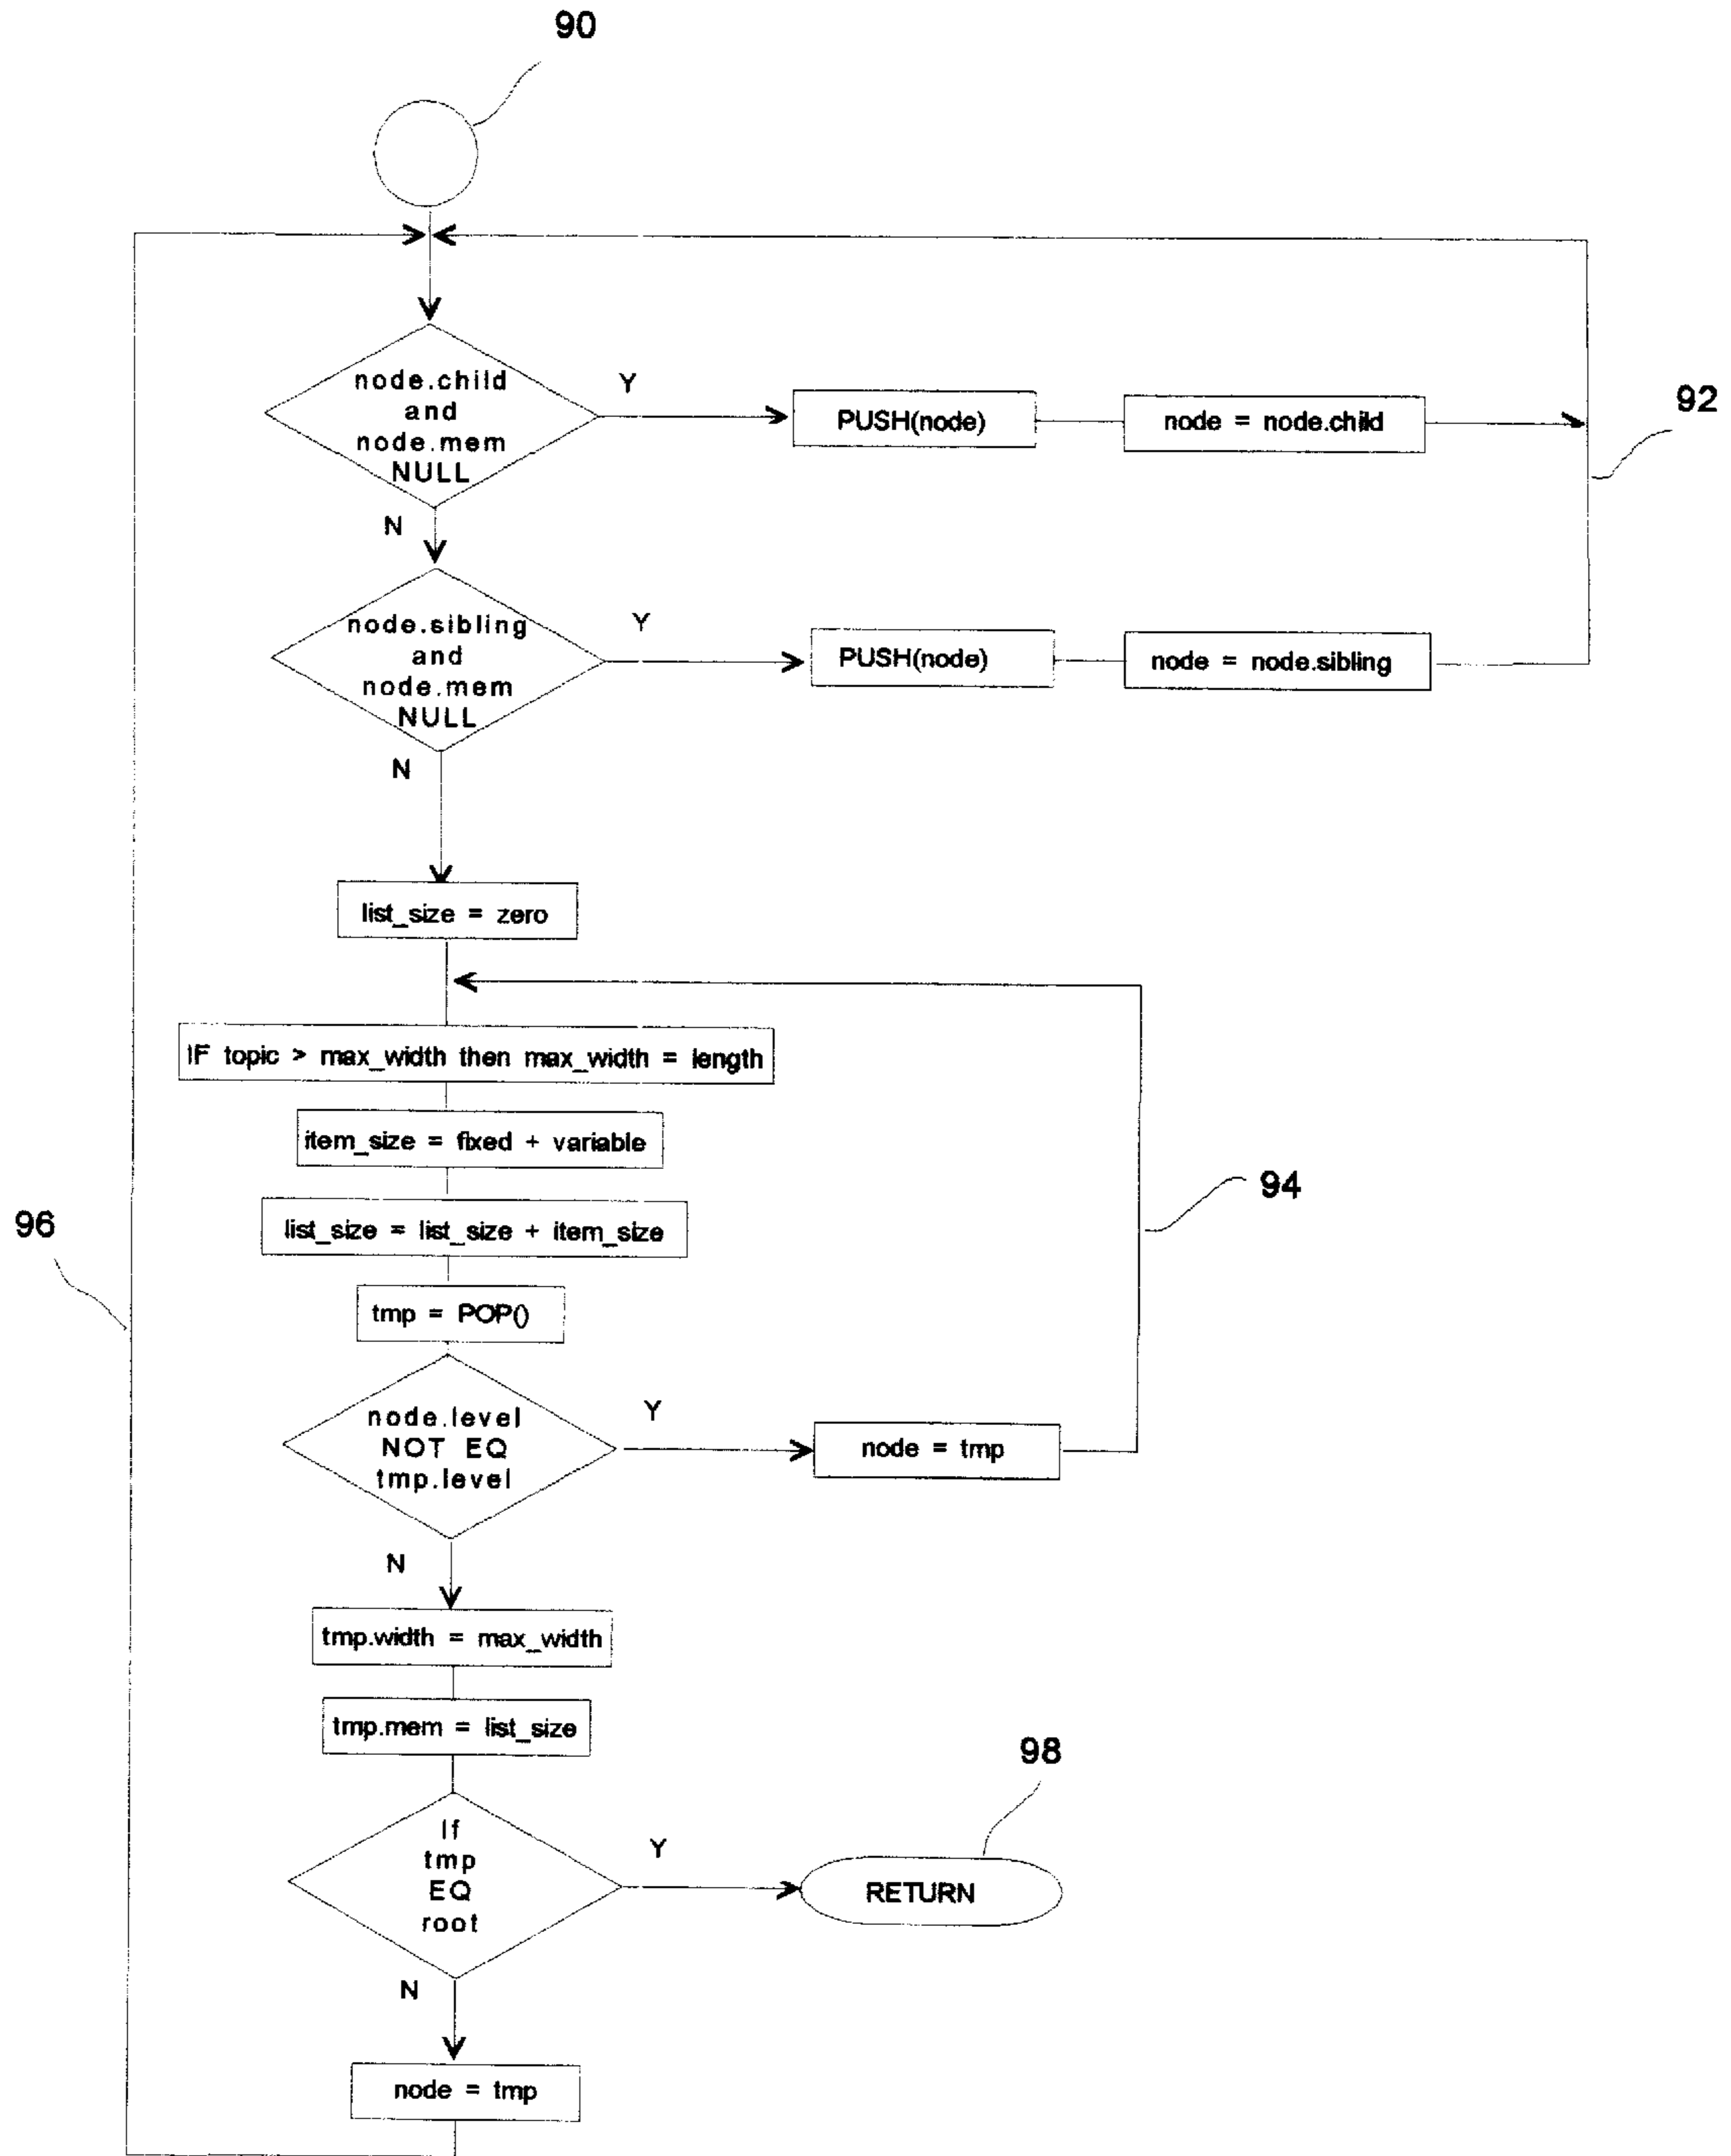 90
node.child
and
node.mem
NULL
Y
PUSH(node)
node = node.child
92
N
node.sibling
and
node.mem
NULL
Y
PUSH(node)
node = node.sibling
N
list_size = zero
IF topic > max_width then max_width = length
item_size = fixed + variable
94
list_size = list_size + item_size
96
tmp = POP()
node.level
NOT EQ
tmp.level
Y
node = tmp
N
tmp.width = max_width
tmp.mem = list_size
98
If
tmp
EQ
root
Y
RETURN
N
node = tmp